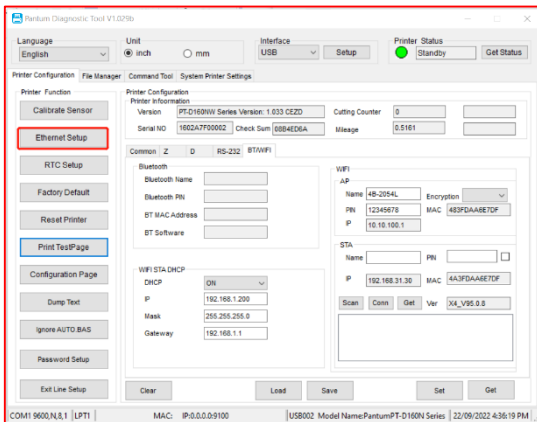 Pantum Diagnostic Tool V1.029b
Language Unit Interface Printer Status
English inch mm USB Setup Standby Get Status
Printer Configuration File Manager Command Tool System Printer Settings
Printer Function
Calibrate Sensor
Ethernet Setup
RTC Setup
Factory Default
Reset Printer
Print TestPage
Configuration Page
Dump Text
Ignore AUTO.BAS
Password Setup
Exit Line Setup
Printer Configuration
Printer Infoormation
Version PT-D160NW Series Version: 1.033 CEZD Cutting Counter 0
Serial NO 1602A7F00002 Check Sum 08B4ED6A Mileage 0.5161
Common Z D RS-232 BT/WIFI
Bluetooth
Bluetooth Name
Bluetooth PIN
BT MAC Address
BT Software
WIFI STA DHCP
DHCP ON
IP 192.168.1.200
Mask 255.255.255.0
Gateway 192.168.1.1
WIFI
AP
Name 4B-2054L Encryption
PIN 12345678 MAC 483FDAA6E7DF
IP 10.10.100.1
STA
Name PIN
IP 192.168.31.30 MAC 4A3FDAA6E7DF
Scan Conn Get Ver X4_V95.0.8
Clear Load Save Set Get
COM1 9600,N,8,1 LPT1 MAC: IP:0.0.0.0:9100 USB002 Model Name:PantumPT-D160N Series 22/09/2022 4:36:19 PM